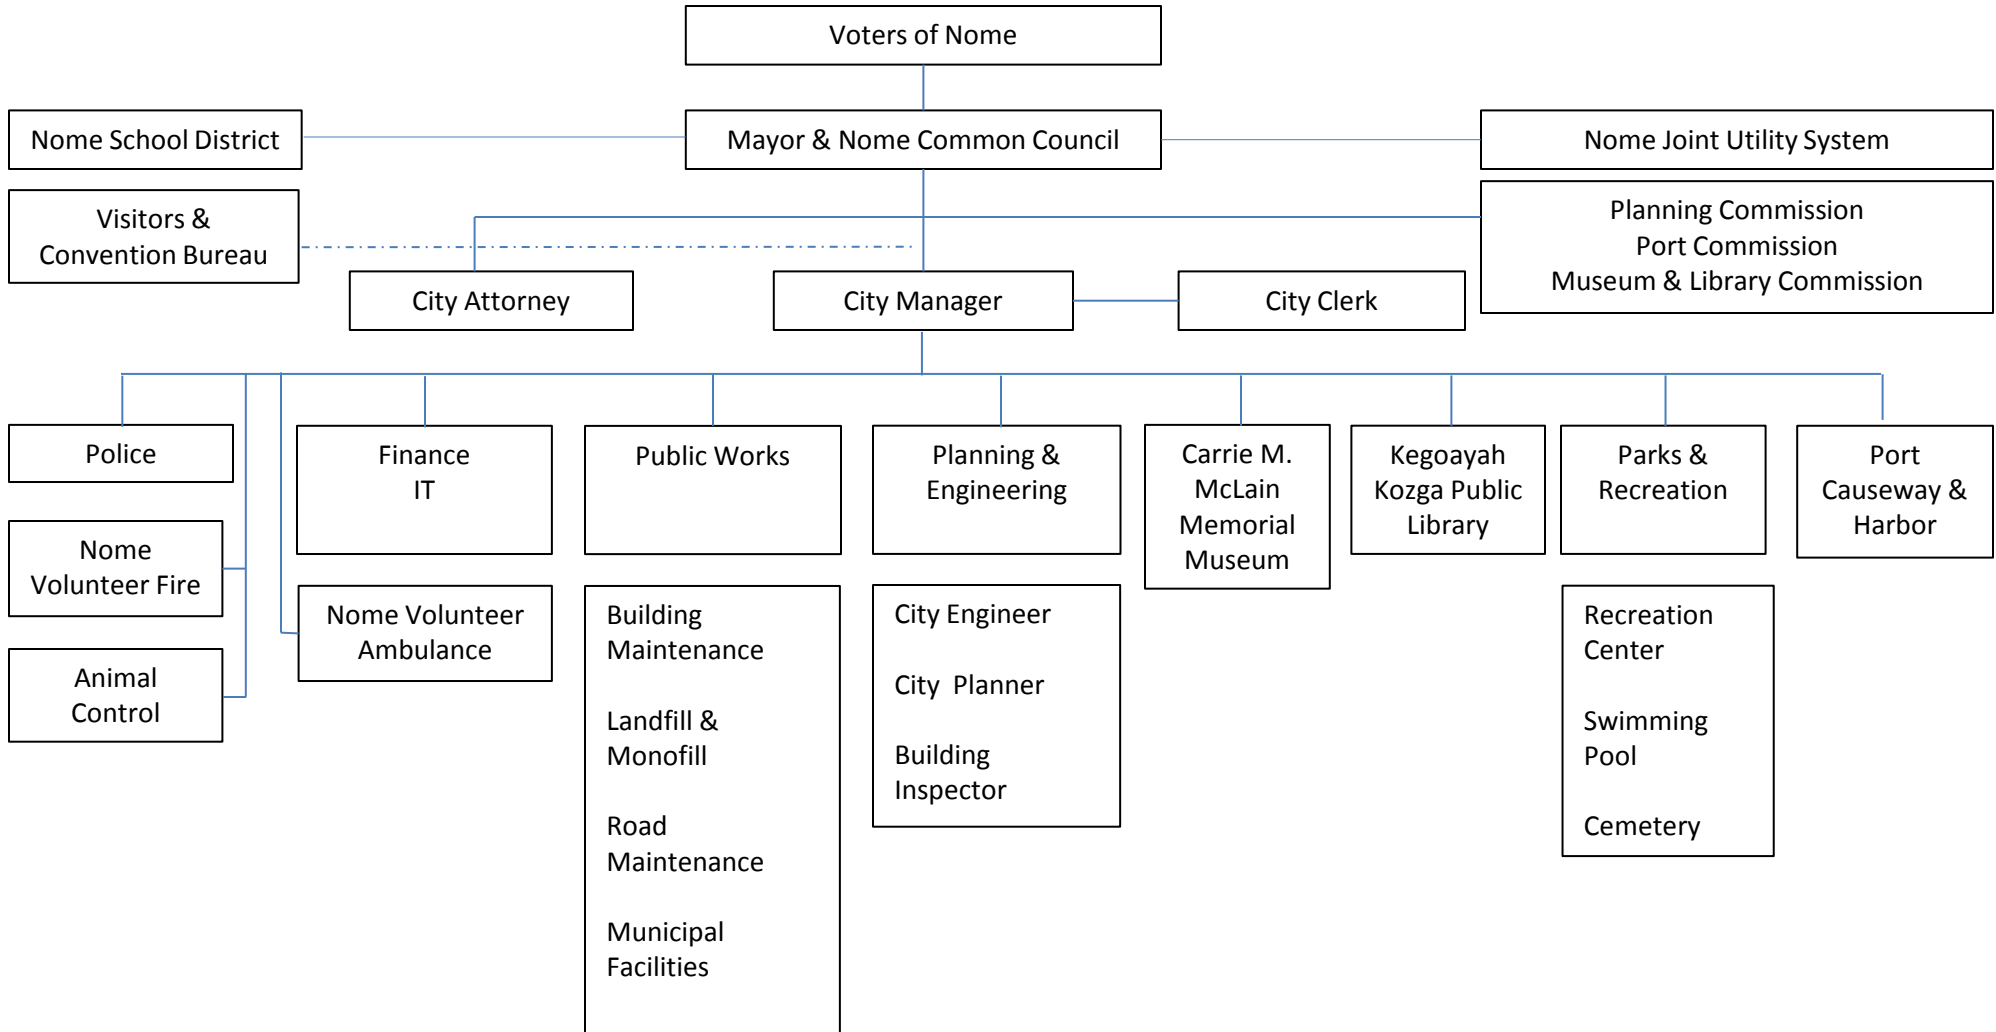 Voters of Nome
Nome School District
Mayor & Nome Common Council
Nome Joint Utility System
Visitors &
Convention Bureau
Planning Commission
Port Commission
Museum & Library Commission
City Attorney
City Manager
City Clerk
Police
Nome
Volunteer Fire
Animal
Control
Finance
IT
Nome Volunteer
Ambulance
Public Works
Building
Maintenance
Landfill &
Monofill
Road
Maintenance
Municipal
Facilities
Planning &
Engineering
City Engineer
City Planner
Building
Inspector
Carrie M.
McLain
Memorial
Museum
Kegoayah
Kozga Public
Library
Parks &
Recreation
Recreation
Center
Swimming
Pool
Cemetery
Port
Causeway &
Harbor